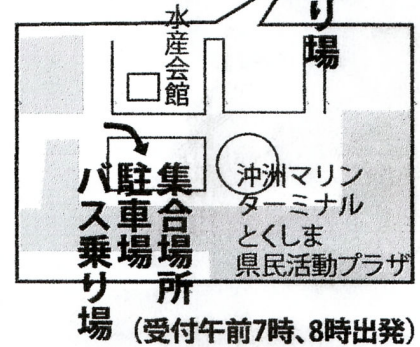 り場
水産会館
沖洲マリン
ターミナル
とくしま
県民活動プラザ
集合場所
駐車場
バス乗り場
(受付午前7時、8時出発)